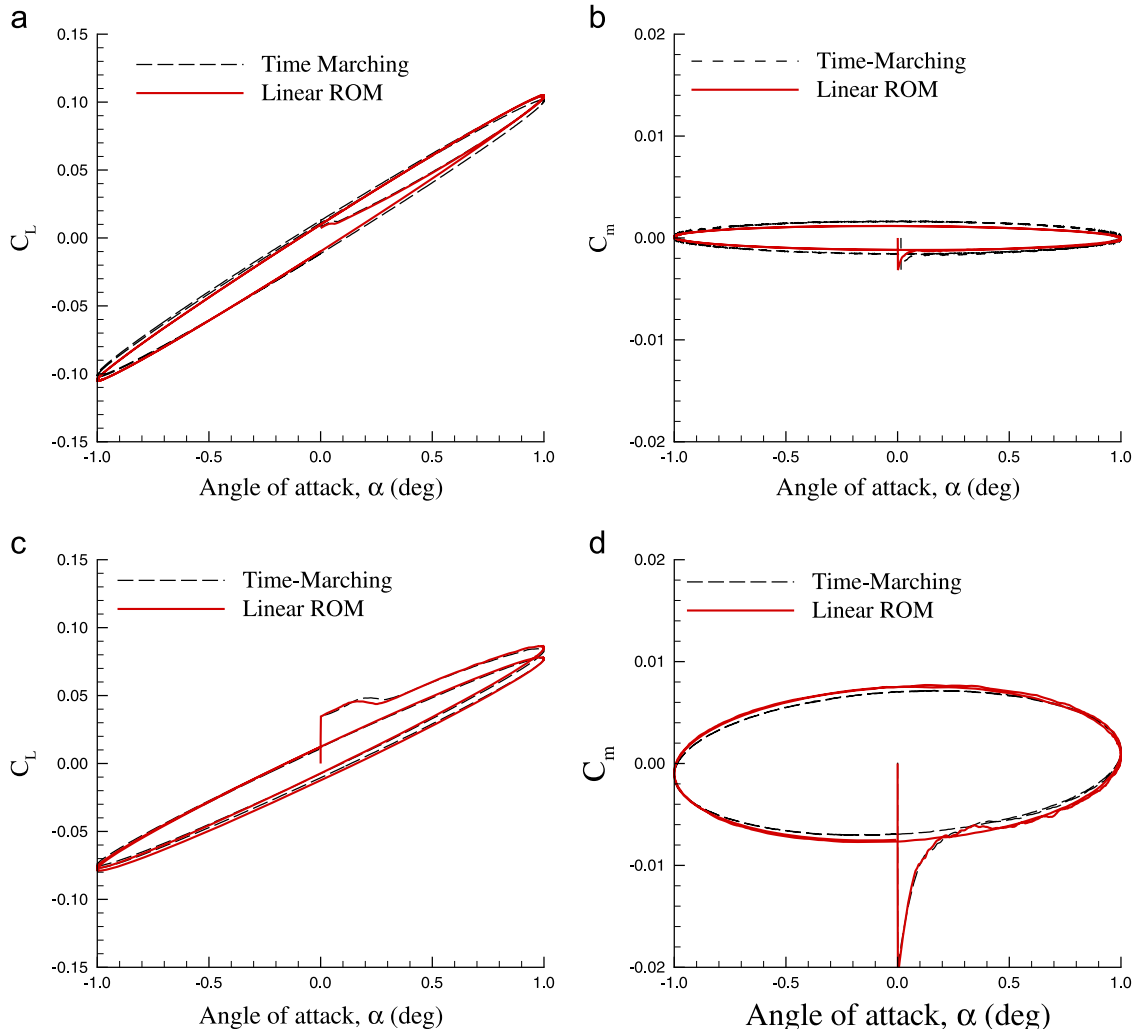 a
0.15
0.10
0.05
0.00
-0.05
-0.10
-0.15
C_L
Time Marching
Linear ROM
-1.0 -0.5 0.0 0.5 1.0
Angle of attack, α (deg)
b
0.02
0.01
0.00
-0.01
-0.02
C_m
Time-Marching
Linear ROM
-1.0 -0.5 0.0 0.5 1.0
Angle of attack, α (deg)
c
0.15
0.10
0.05
0.00
-0.05
-0.10
-0.15
C_L
Time-Marching
Linear ROM
-1.0 -0.5 0.0 0.5 1.0
Angle of attack, α (deg)
d
0.02
0.01
0.00
-0.01
-0.02
C_m
Time-Marching
Linear ROM
-1.0 -0.5 0.0 0.5 1.0
Angle of attack, α (deg)